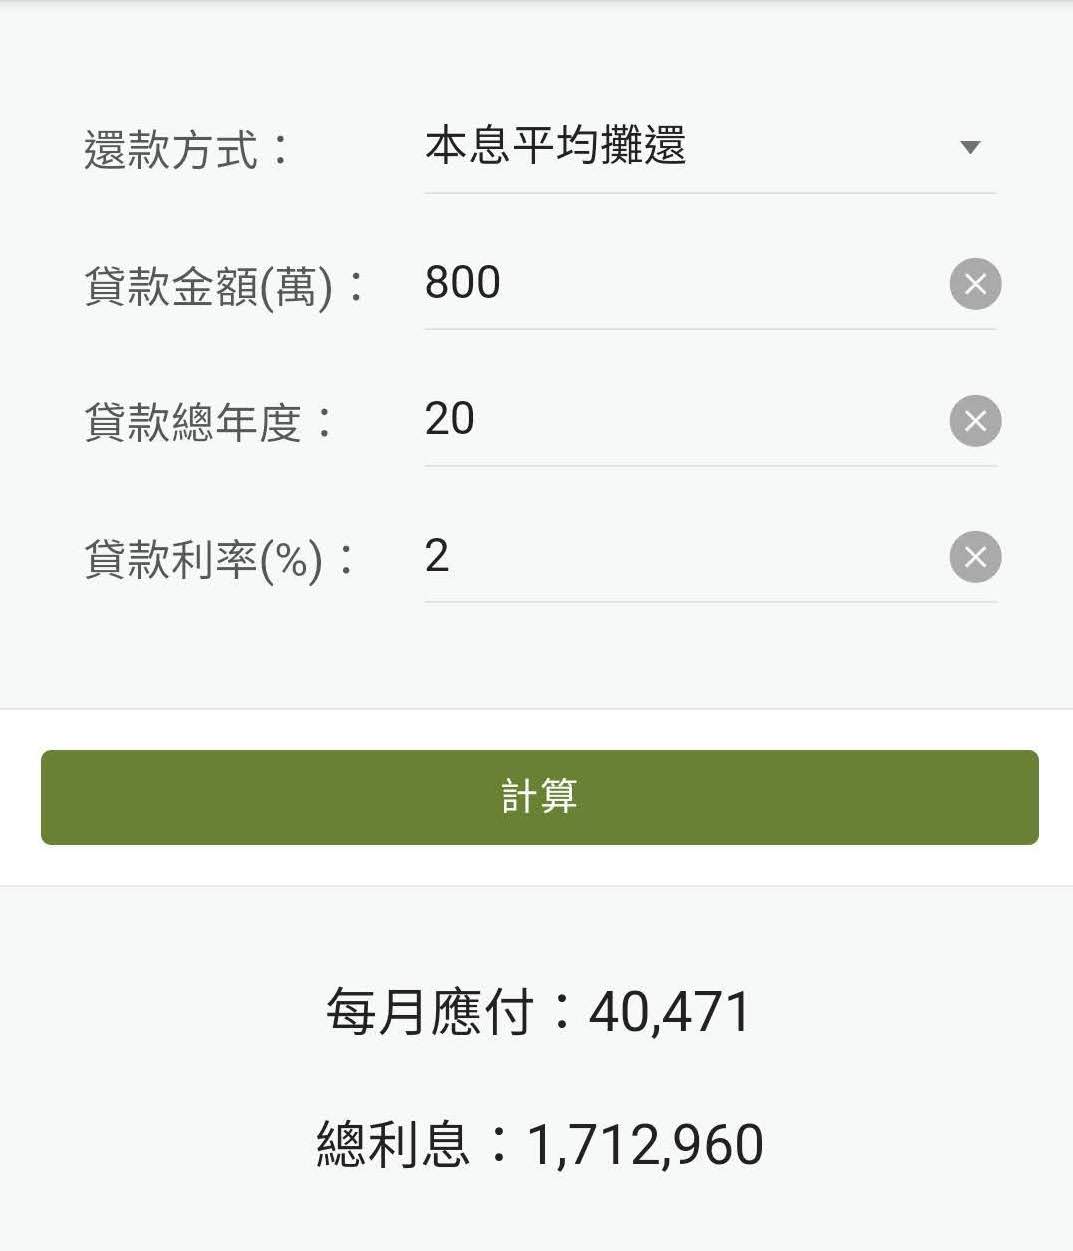 還款方式： 本息平均攤還
貸款金額(萬)： 800
貸款總年度： 20
貸款利率(%)： 2
計算
每月應付：40,471
總利息：1,712,960